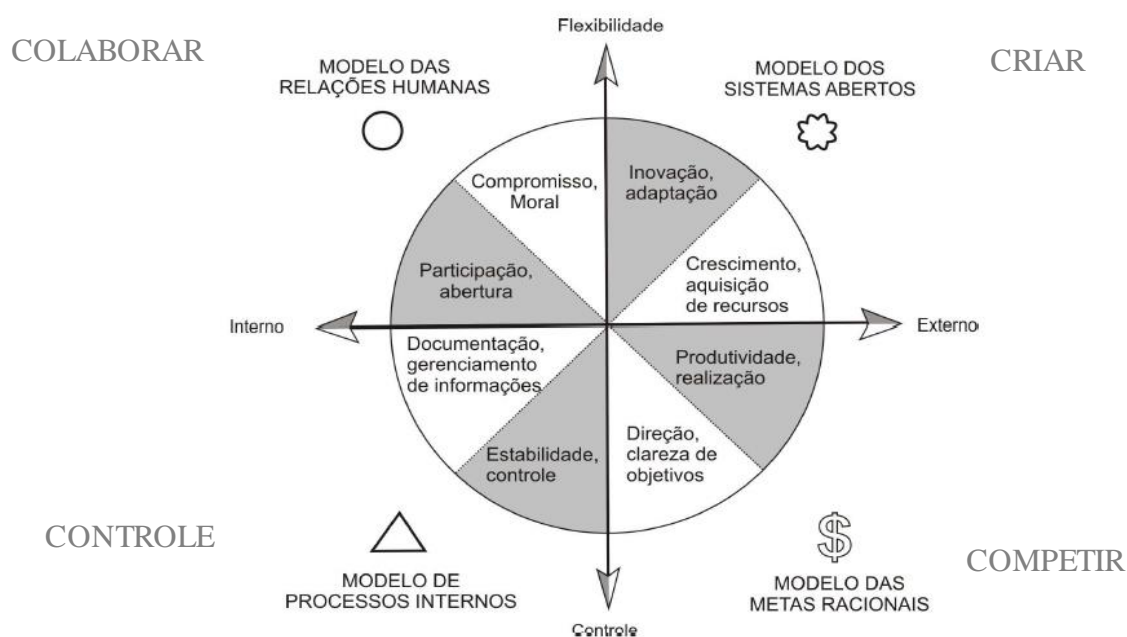 Flexibilidade
COLABORAR
CRIAR
MODELO DAS
RELAÇÕES HUMANAS
MODELO DOS
SISTEMAS ABERTOS
Compromisso,
Moral
Inovação,
adaptação
Participação,
abertura
Crescimento,
aquisição
de recursos
Interno
Externo
Documentação,
gerenciamento
de informações
Produtividade,
realização
Estabilidade,
controle
Direção,
clareza de
objetivos
CONTROLE
$
COMPETIR
MODELO DE
PROCESSOS INTERNOS
MODELO DAS
METAS RACIONAIS
Controle